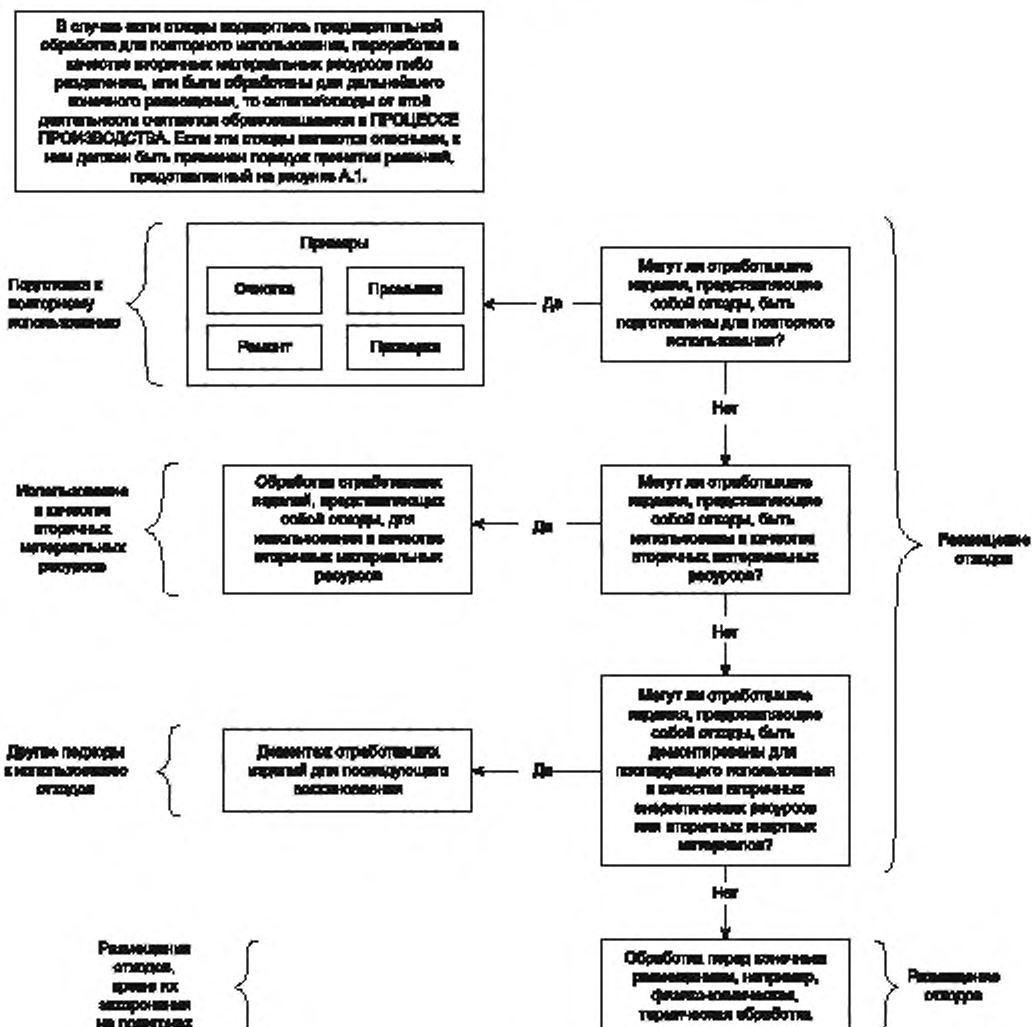 В случае если отходы подверглись предварительной
обработке для повторного использования, переработке в
качестве вторичных материальных ресурсов либо
разделению, или были обработаны для дальнейшего
конечного размещения, то остатки/отходы от этой
деятельности считаются образовавшимися в ПРОЦЕССЕ
ПРОИЗВОДСТВА. Если эти отходы являются опасными, к
ним должен быть применен порядок принятия решений,
представленный на рисунке А.1.
Подготовка к
повторному
использованию
Примеры
Очистка
Промывка
Ремонт
Проверка
Да
Могут ли отработавшие
изделия, представляющие
собой отходы, быть
подготовлены для повторного
использования?
Нет
Использование
в качестве
вторичных
материальных
ресурсов
Обработка отработавших
изделий, представляющих
собой отходы, для
использования в качестве
вторичных материальных
ресурсов
Да
Могут ли отработавшие
изделия, представляющие
собой отходы, быть
использованы в качестве
вторичных материальных
ресурсов?
Размещение
отходов
Нет
Другие подходы
к использованию
отходов
Демонтаж отработавших
изделий для последующего
восстановления
Да
Могут ли отработавшие
изделия, представляющие
собой отходы, быть
демонтированы для
последующего использования
в качестве вторичных
энергетических ресурсов
или вторичных инертных
материалов?
Нет
Размещения
отходов,
кроме их
захоронения
на полигонах
Обработка перед конечным
размещением, например,
физико-химическая,
термическая обработка
Размещение
отходов